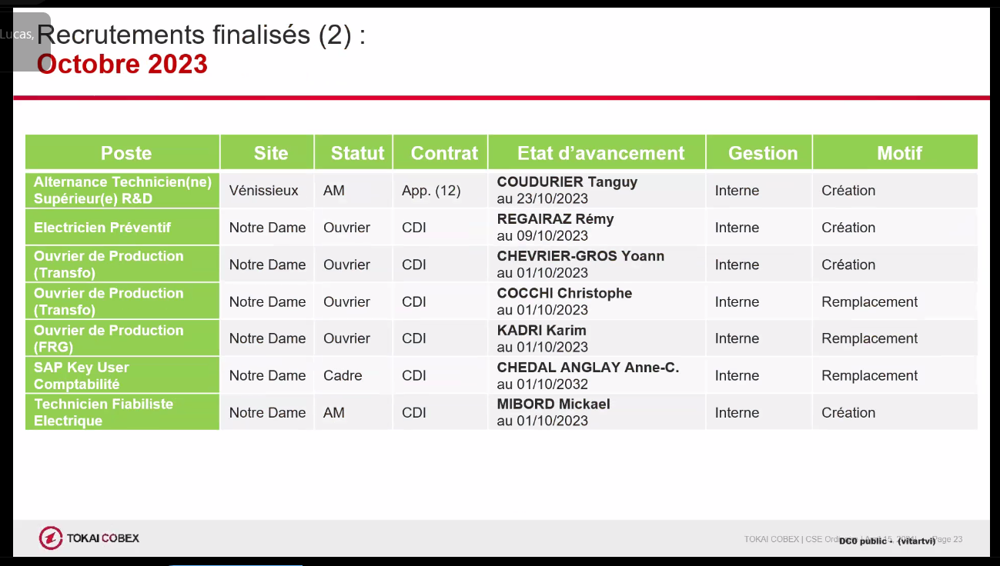 Lucas,
Recrutements finalisés (2) :
Octobre 2023
Poste Site Statut Contrat Etat d’avancement Gestion Motif
Alternance Technicien(ne) Supérieur(e) R&D Vénissieux AM App. (12) COUDURIER Tanguy au 23/10/2023 Interne Création
Electricien Préventif Notre Dame Ouvrier CDI REGAIRAZ Rémy au 09/10/2023 Interne Création
Ouvrier de Production (Transfo) Notre Dame Ouvrier CDI CHEVRIER-GROS Yoann au 01/10/2023 Interne Création
Ouvrier de Production (Transfo) Notre Dame Ouvrier CDI COCCHI Christophe au 01/10/2023 Interne Remplacement
Ouvrier de Production (FRG) Notre Dame Ouvrier CDI KADRI Karim au 01/10/2023 Interne Remplacement
SAP Key User Comptabilité Notre Dame Cadre CDI CHEDAL ANGLAY Anne-C. au 01/10/2032 Interne Remplacement
Technicien Fiabiliste Electrique Notre Dame AM CDI MIBORD Mickael au 01/10/2023 Interne Création
TOKAI COBEX
TOKAI COBEX | CSE Page 23
DC0 public - (vitartvi)